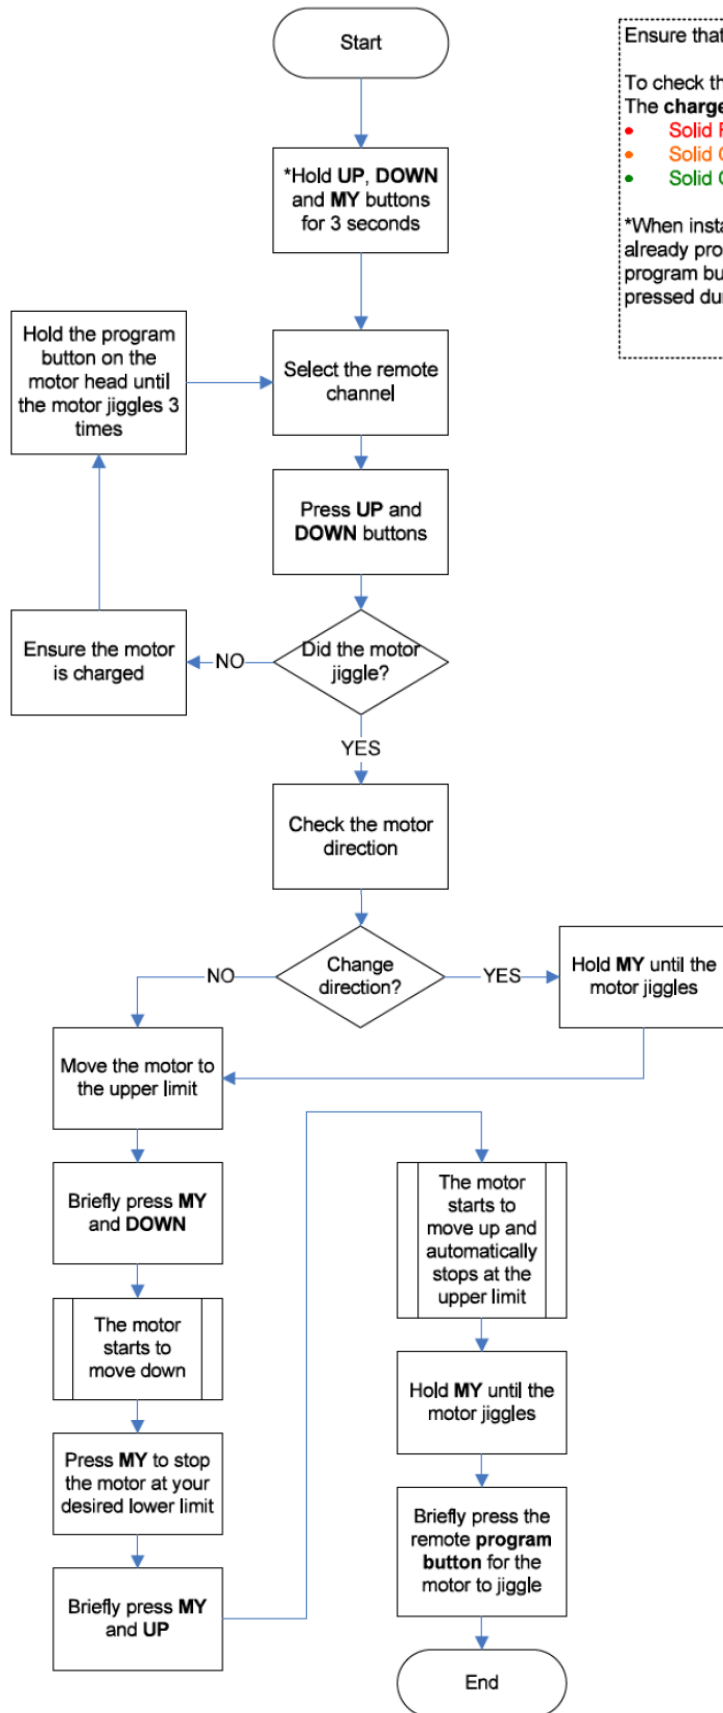 Start
Ensure that
To check th
The charge
• Solid
• Solid
• Solid
*When insta
already pro
program bu
pressed du
*Hold UP, DOWN
and MY buttons
for 3 seconds
Hold the program
button on the
motor head until
the motor jiggles 3
times
Select the remote
channel
Press UP and
DOWN buttons
Ensure the motor
is charged
NO
Did the motor
jiggle?
YES
Check the motor
direction
NO
Change
direction?
YES
Hold MY until the
motor jiggles
Move the motor to
the upper limit
Briefly press MY
and DOWN
The motor
starts to
move down
Press MY to stop
the motor at your
desired lower limit
Briefly press MY
and UP
The motor
starts to
move up and
automatically
stops at the
upper limit
Hold MY until the
motor jiggles
Briefly press the
remote program
button for the
motor to jiggle
End